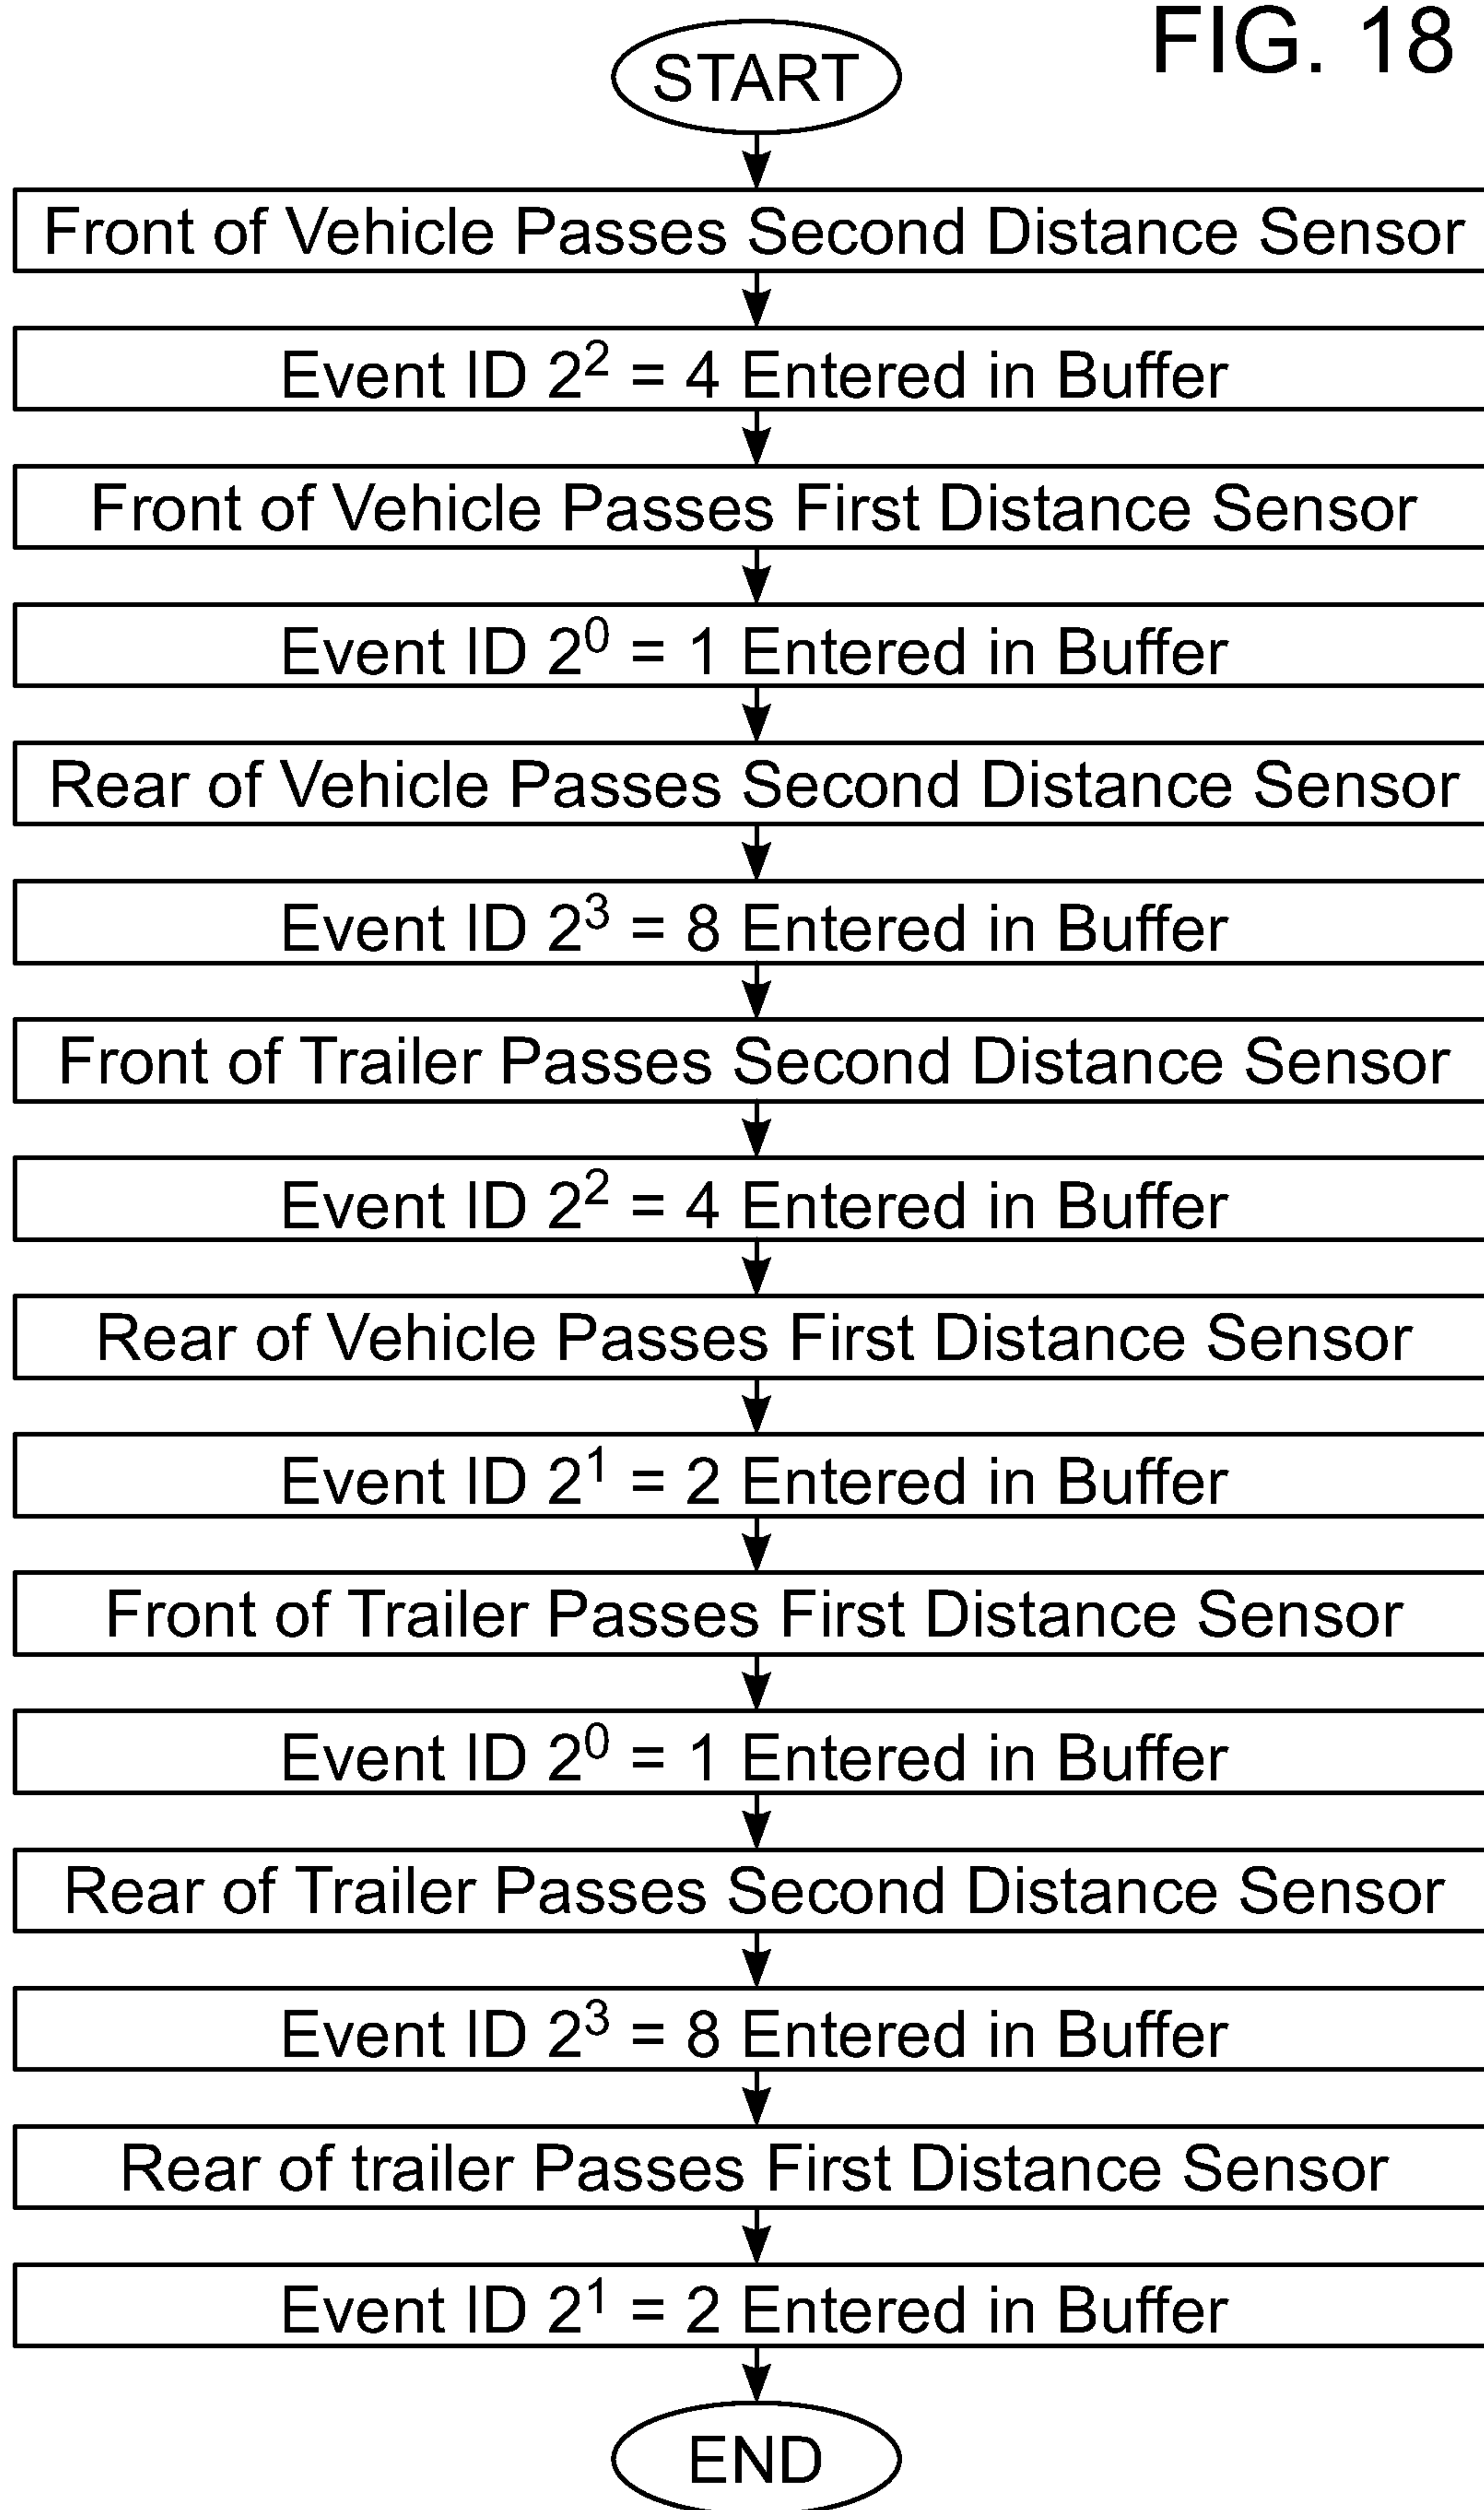 FIG. 18
START
Front of Vehicle Passes Second Distance Sensor
Event ID 2² = 4 Entered in Buffer
Front of Vehicle Passes First Distance Sensor
Event ID 2⁰ = 1 Entered in Buffer
Rear of Vehicle Passes Second Distance Sensor
Event ID 2³ = 8 Entered in Buffer
Front of Trailer Passes Second Distance Sensor
Event ID 2² = 4 Entered in Buffer
Rear of Vehicle Passes First Distance Sensor
Event ID 2¹ = 2 Entered in Buffer
Front of Trailer Passes First Distance Sensor
Event ID 2⁰ = 1 Entered in Buffer
Rear of Trailer Passes Second Distance Sensor
Event ID 2³ = 8 Entered in Buffer
Rear of trailer Passes First Distance Sensor
Event ID 2¹ = 2 Entered in Buffer
END